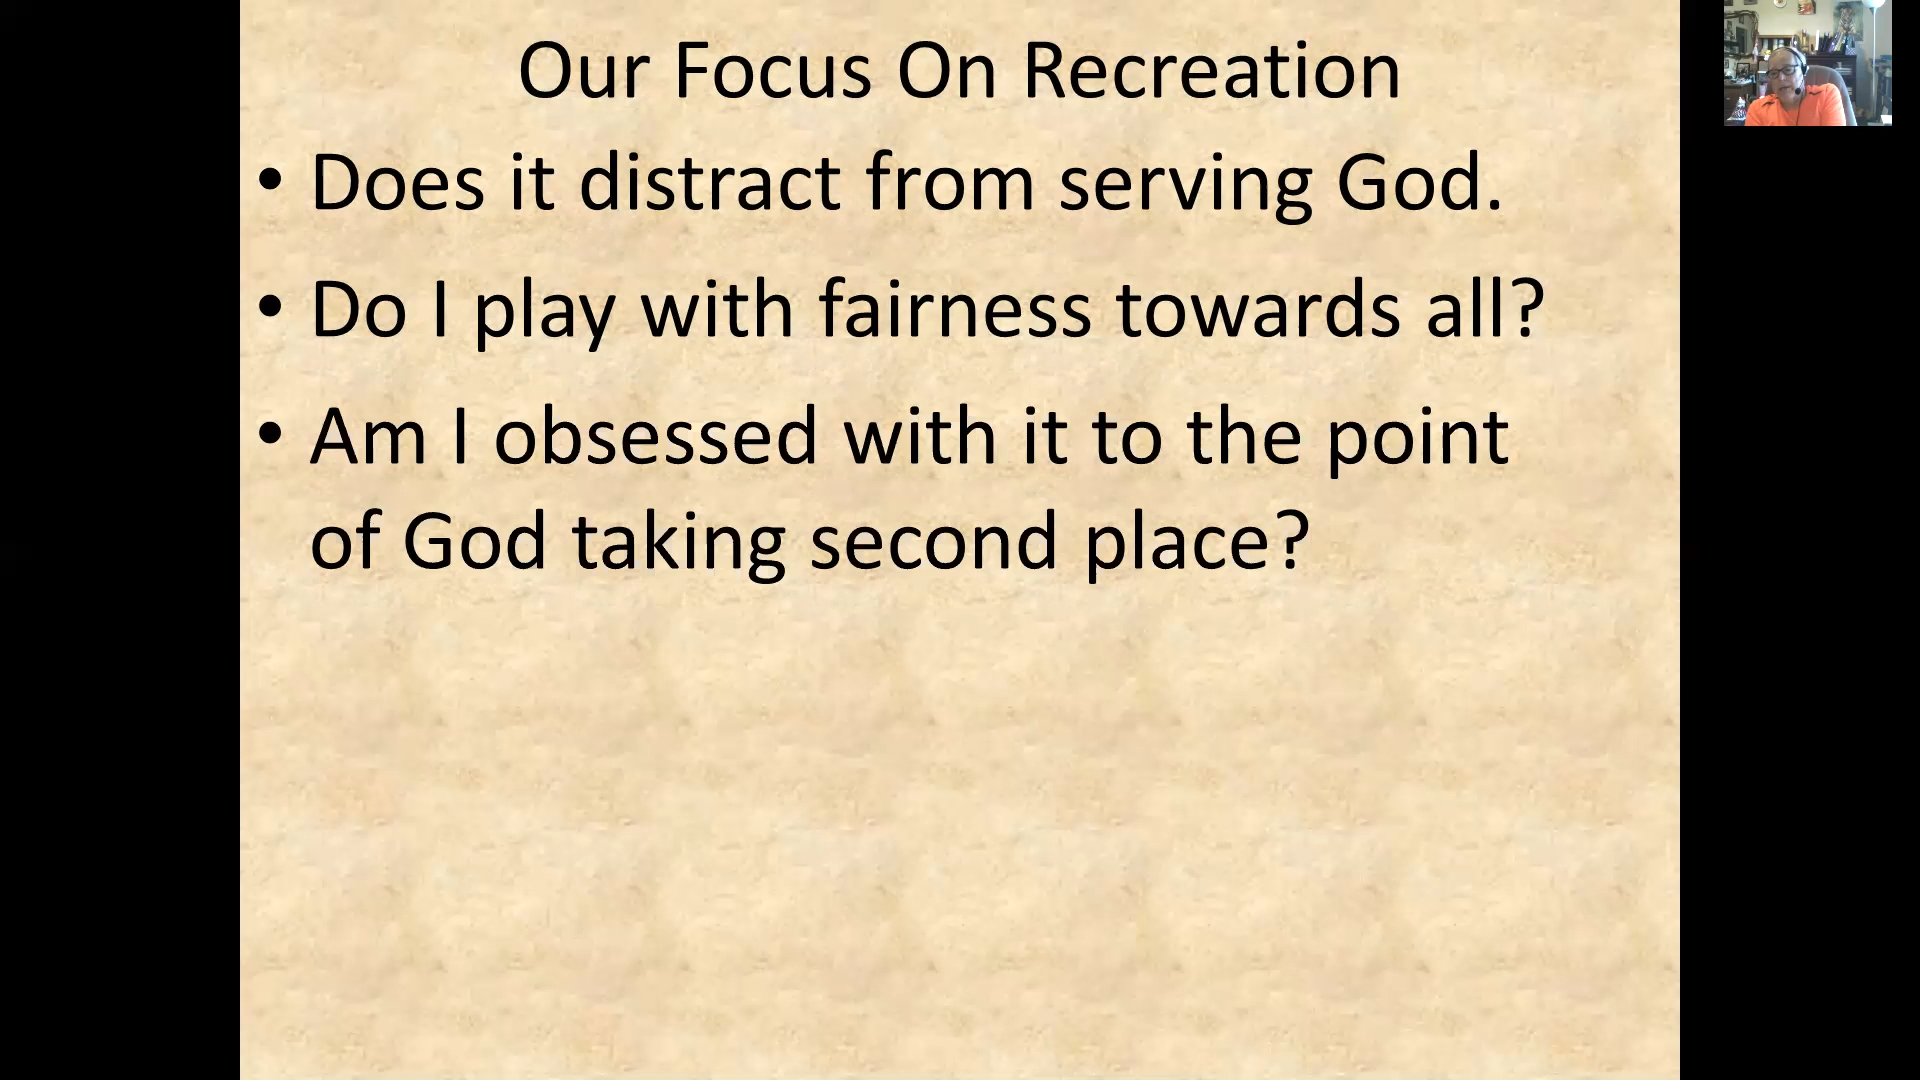 Our Focus On Recreation
• Does it distract from serving God.
• Do I play with fairness towards all?
• Am I obsessed with it to the point
of God taking second place?